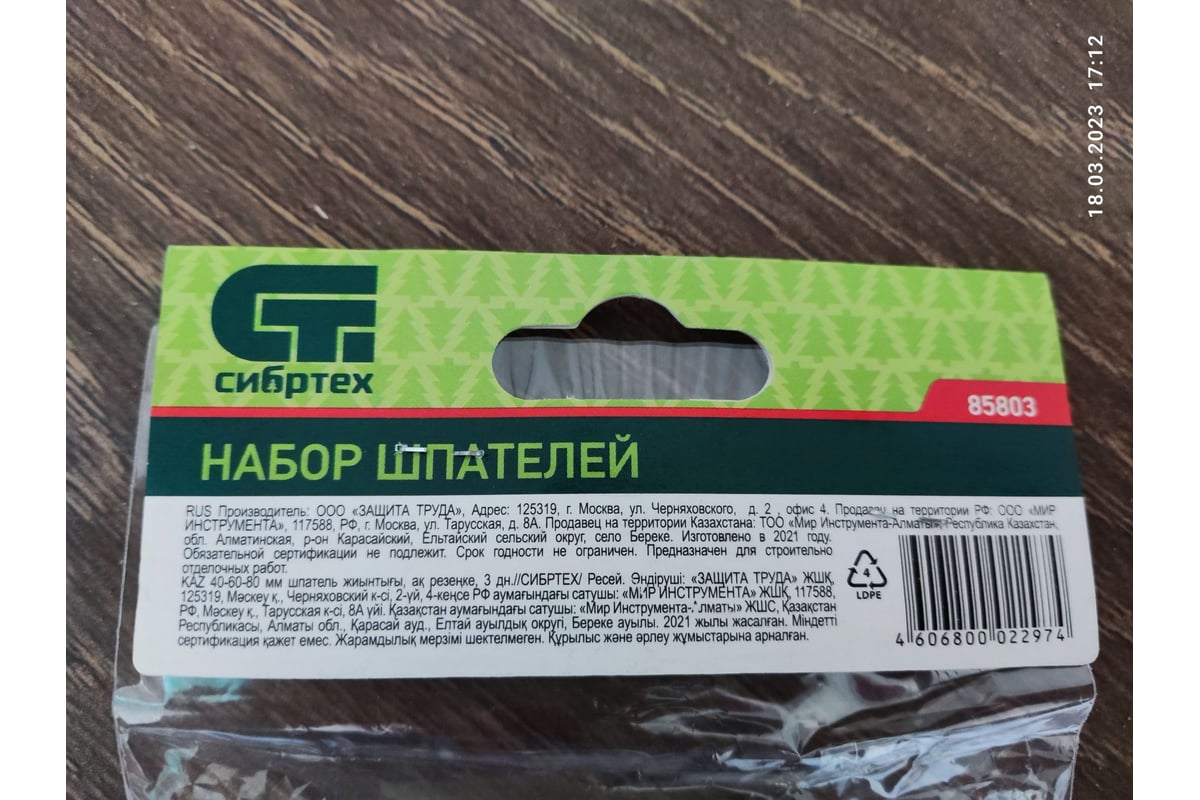 18.03.2023 17:12
СТ
сибртех
85803
НАБОР ШПАТЕЛЕЙ
RUS Производитель: ООО «ЗАЩИТА ТРУДА», Адрес: 125319, г. Москва, ул. Черняховского, д. 2 , офис 4. Продавец на территории РФ: ООО «МИР
ИНСТРУМЕНТА», 117588, РФ, г. Москва, ул. Тарусская, д. 8А. Продавец на территории Казахстана: ТОО «Мир Инструмента-Алматы», Республика Казахстан,
обл. Алматинская, р-он Карасайский, Ельтайский сельский округ, село Береке. Изготовлено в 2021 году.
Обязательной сертификации не подлежит. Срок годности не ограничен. Предназначен для строительно
отделочных работ.
KAZ 40-60-80 мм шпатель жиынтығы, ақ резеңке, 3 дн.//СИБРТЕХ/ Ресей. Эндіруші: «ЗАЩИТА ТРУДА» ЖШҚ,
125319, Мәскеу қ., Черняховский к-сі, 2-үй, 4-кеңсе РФ аумағындағы сатушы: «МИР ИНСТРУМЕНТА» ЖШҚ, 117588,
РФ, Мәскеу қ., Тарусская к-сі, 8А үйі. Қазақстан аумағындағы сатушы: «Мир Инструмента-Алматы» ЖШС, Қазақстан
Республикасы, Алматы обл., Қарасай ауд., Елтай ауылдық округі, Береке ауылы. 2021 жылы жасалған. Міндетті
сертификация қажет емес. Жарамдылық мерзімі шектелмеген. Құрылыс және әрлеу жұмыстарына арналған.
4
LDPE
4 606800 022974